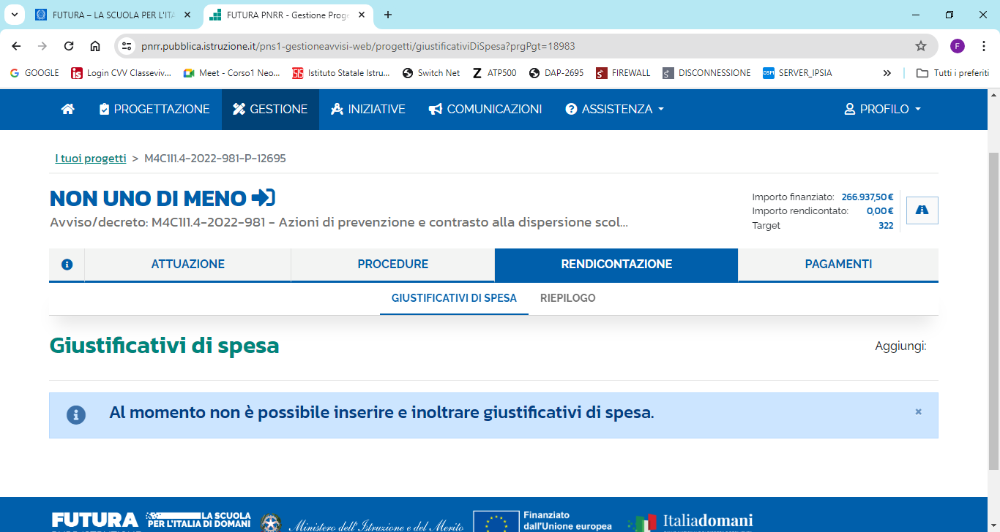 FUTURA – LA SCUOLA PER L'ITA
FUTURA PNRR - Gestione Proge
pnrr.pubblica.istruzione.it/pns1-gestioneavvisi-web/progetti/giustificativiDiSpesa?prgPgt=18983
F
GOOGLE Login CVV Classeviv... Meet - Corso1 Neo... Istituto Statale Istru... Switch Net ATP500 DAP-2695 FIREWALL DISCONNESSIONE SERVER_IPSIA » Tutti i preferiti
PROGETTAZIONE GESTIONE INIZIATIVE COMUNICAZIONI ASSISTENZA PROFILO
I tuoi progetti > M4C1I1.4-2022-981-P-12695
NON UNO DI MENO
Avviso/decreto: M4C1I1.4-2022-981 - Azioni di prevenzione e contrasto alla dispersione scol...
Importo finanziato: 266.937,50 €
Importo rendicontato: 0,00 €
Target 322
ATTUAZIONE PROCEDURE RENDICONTAZIONE PAGAMENTI
GIUSTIFICATIVI DI SPESA RIEPILOGO
Giustificativi di spesa
Aggiungi:
Al momento non è possibile inserire e inoltrare giustificativi di spesa. ×
FUTURA
LA SCUOLA
PER L'ITALIA DI DOMANI
Ministero dell'Istruzione e del Merito
Finanziato
dall'Unione europea
Italiadomani